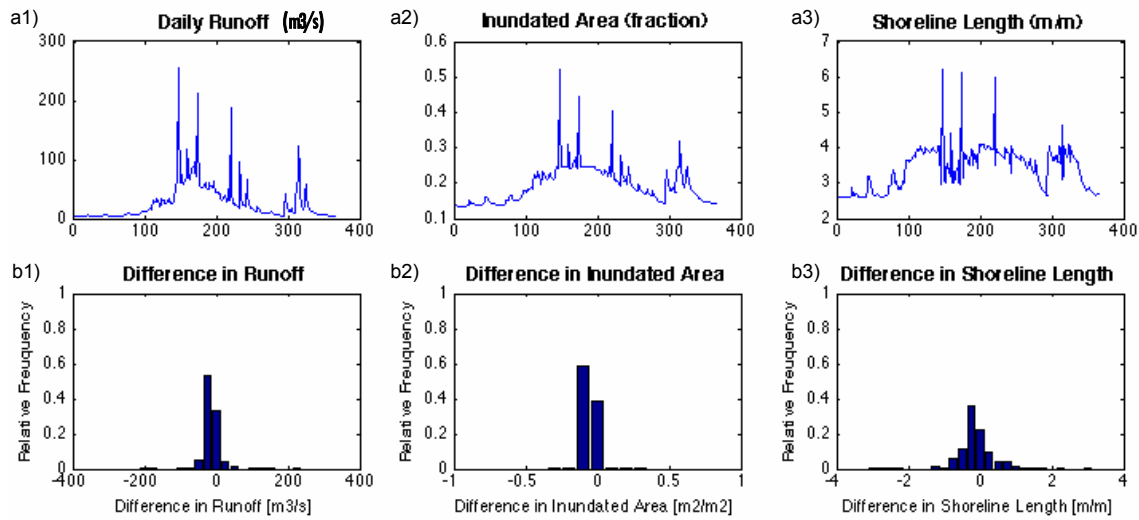 a1) Daily Runoff (m3/s)
300
200
100
0
0 100 200 300 400
a2) Inundated Area (fraction)
0.6
0.5
0.4
0.3
0.2
0.1
0 100 200 300 400
a3) Shoreline Length (m/m)
7
6
5
4
3
2
0 100 200 300 400
b1) Difference in Runoff
Relative Freuquency
1
0.8
0.6
0.4
0.2
0
-400 -200 0 200 400
Difference in Runoff [m3/s]
b2) Difference in Inundated Area
1
0.8
0.6
0.4
0.2
0
-1 -0.5 0 0.5 1
Difference in Inundated Area [m2/m2]
b3) Difference in Shoreline Length
Relative Freuquency
1
0.8
0.6
0.4
0.2
0
-4 -2 0 2 4
Difference in Shoreline Length [m/m]